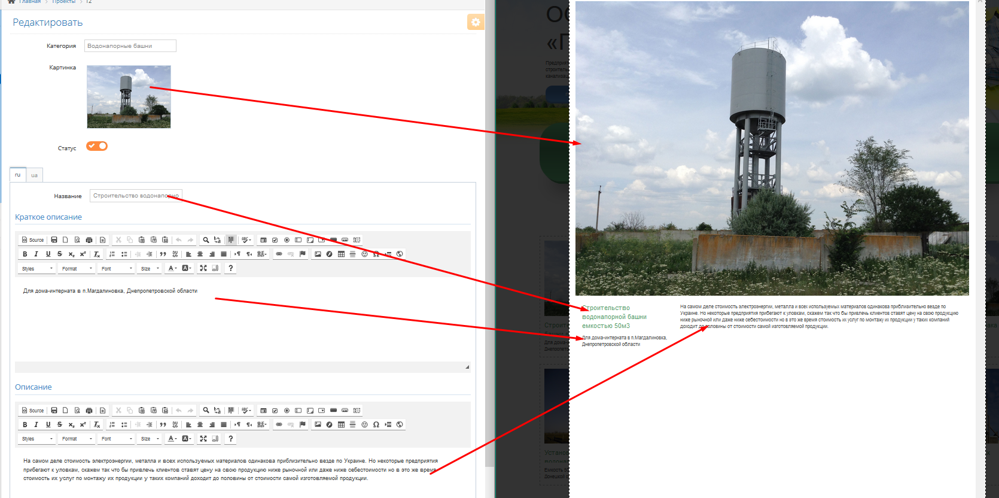 Главная > Проекты > 12
Редактировать
Категория
Водонапорные башни
Картинка
Статус
ru
ua
Название
Строительство водонапорно
Краткое описание
Source
Styles
Format
Font
Size
A
A
?
Для дома-интерната в п.Магдалиновка, Днепропетровской области
Описание
Source
Styles
Format
Font
Size
A
A
?
На самом деле стоимость электроэнергии, металла и всех используемых материалов одинакова приблизительно везде по Украине. Но некоторые предприятия
прибегают к уловкам, скажем так что бы привлечь клиентов ставят цену на свою продукцию ниже рыночной или даже ниже себестоимости но в это же время
стоимость их услуг по монтажу их продукции у таких компаний доходит до половины от стоимости самой изготовляемой продукции.
Строительство
водонапорной башни
емкостью 50м3
Для дома-интерната в п.Магдалиновка,
Днепропетровской области
На самом деле стоимость электроэнергии, металла и всех используемых материалов одинакова приблизительно везде по
Украине. Но некоторые предприятия прибегают к уловкам, скажем так что бы привлечь клиентов ставят цену на свою продукцию
ниже рыночной или даже ниже себестоимости но в это же время стоимость их услуг по монтажу их продукции у таких компаний
доходит до половины от стоимости самой изготовляемой продукции.